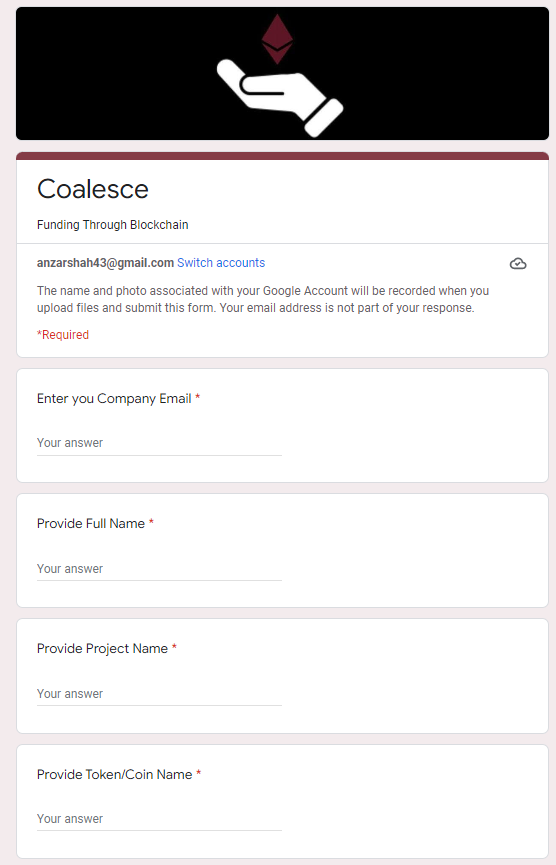 Coalesce
Funding Through Blockchain
anzarshah43@gmail.com Switch accounts
The name and photo associated with your Google Account will be recorded when you
upload files and submit this form. Your email address is not part of your response.
*Required
Enter you Company Email *
Your answer
Provide Full Name *
Your answer
Provide Project Name *
Your answer
Provide Token/Coin Name *
Your answer